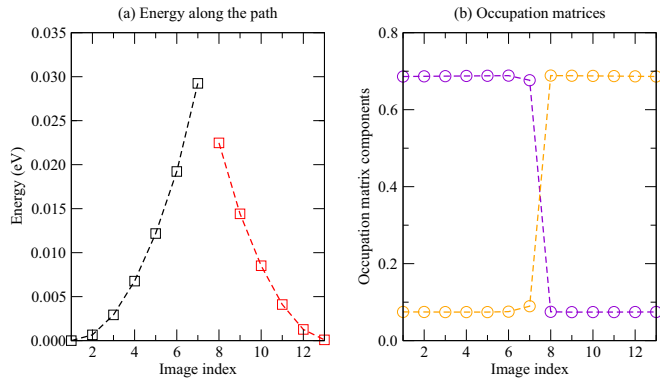 (a) Energy along the path
(b) Occupation matrices
0.035
0.030
0.025
0.020
0.015
0.010
0.005
0.000
Energy (eV)
2 4 6 8 10 12
Image index
0.8
0.6
0.4
0.2
0.0
Occupation matrix components
2 4 6 8 10 12
Image index